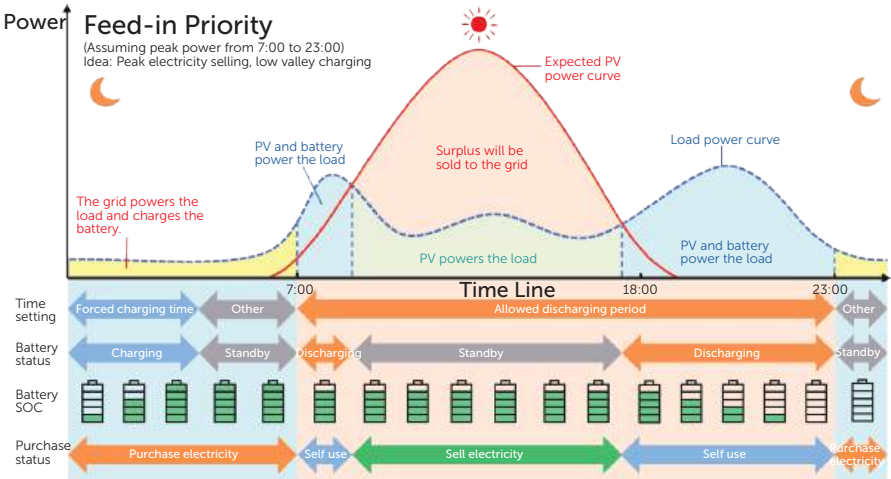 Power
Feed-in Priority
(Assuming peak power from 7:00 to 23:00)
Idea: Peak electricity selling, low valley charging
Expected PV
power curve
PV and battery
power the load
Surplus will be
sold to the grid
Load power curve
The grid powers the
load and charges the
battery.
PV powers the load
PV and battery
power the load
7:00
Time Line
18:00
23:00
Time
setting
Forced charging time
Other
Allowed discharging period
Other
Battery
status
Charging
Standby
Discharging
Standby
Discharging
Standby
Battery
SOC
Purchase
status
Purchase electricity
Self use
Sell electricity
Self use
Purchase
electricity